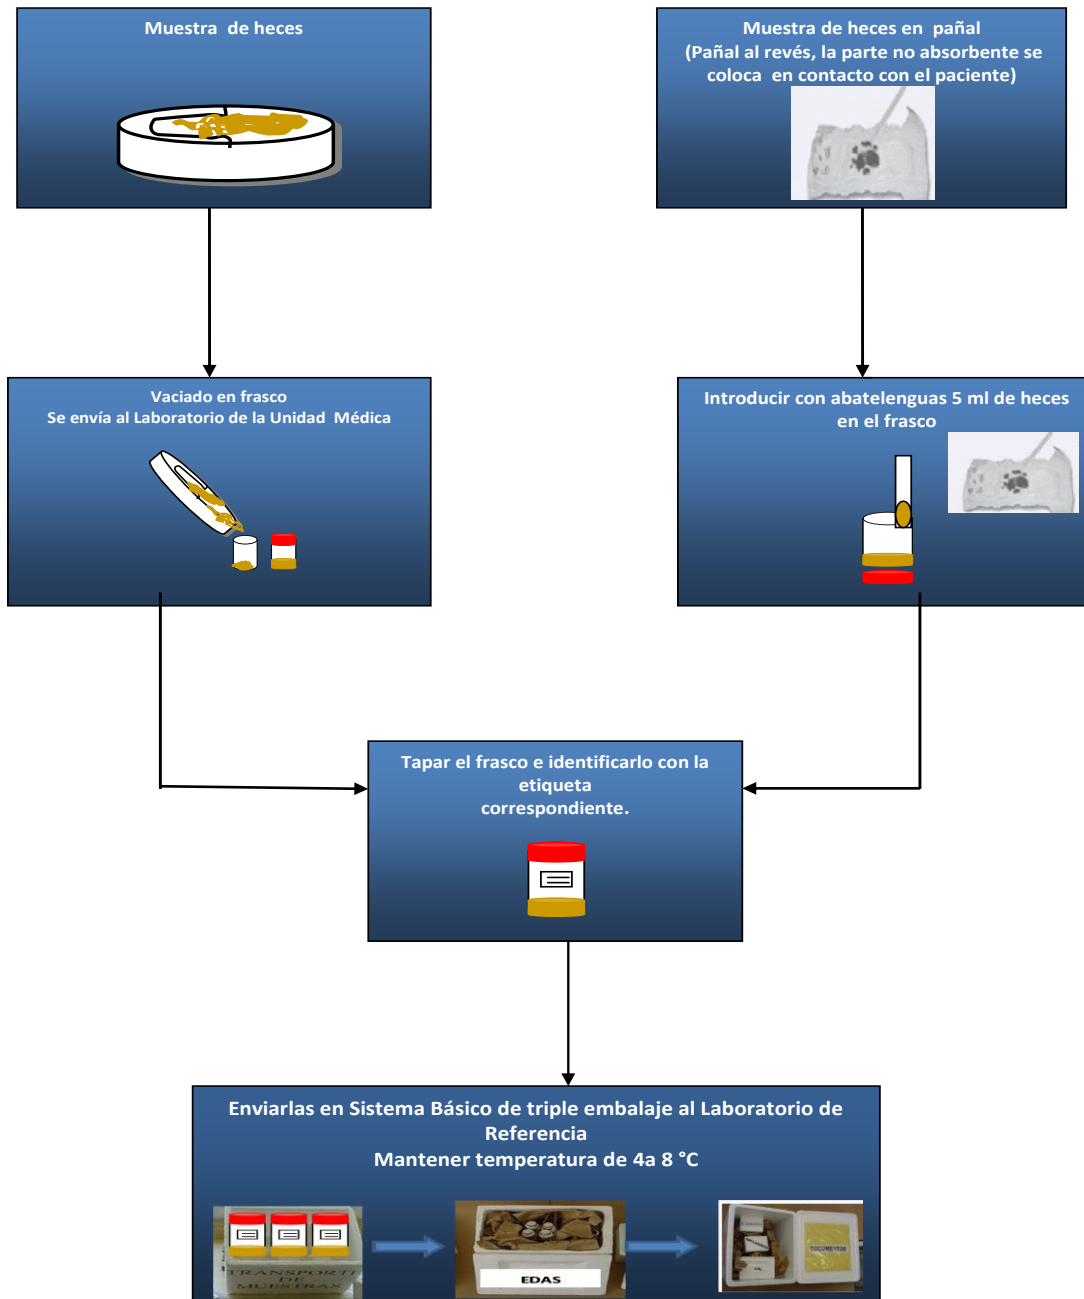 Muestra de heces
Muestra de heces en pañal
(Pañal al revés, la parte no absorbente se
coloca en contacto con el paciente)
Vaciado en frasco
Se envía al Laboratorio de la Unidad Médica
Introducir con abatelenguas 5 ml de heces
en el frasco
Tapar el frasco e identificarlo con la
etiqueta
correspondiente.
Enviarlas en Sistema Básico de triple embalaje al Laboratorio de
Referencia
Mantener temperatura de 4a 8 °C
TRANSPORTE
DE
MUESTRAS
EDAS
DOCUMENTOS